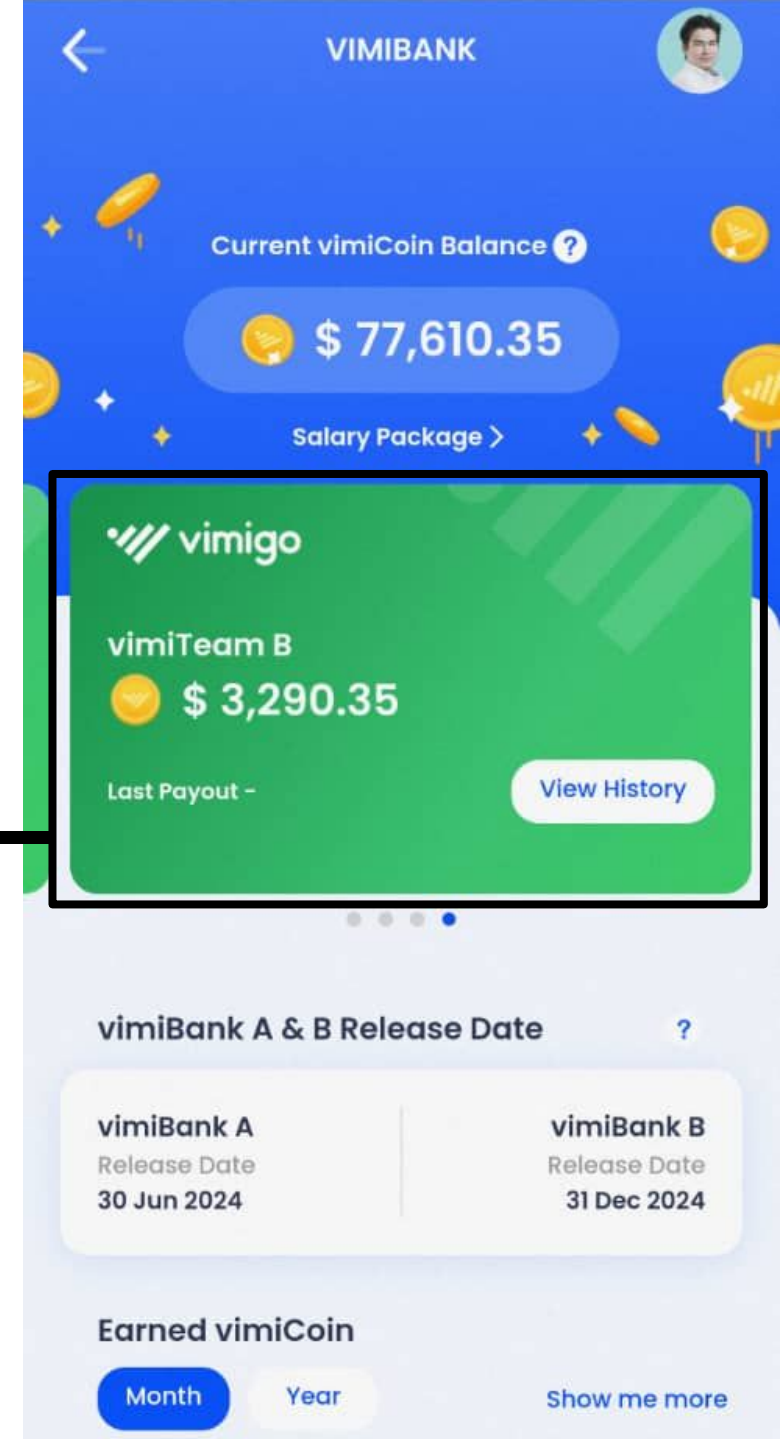 VIMIBANK
Current vimiCoin Balance ?
$ 77,610.35
Salary Package >
vimigo
vimiTeam B
$ 3,290.35
Last Payout -
View History
vimiBank A & B Release Date ?
vimiBank A vimiBank B
Release Date Release Date
30 Jun 2024 31 Dec 2024
Earned vimiCoin
Month Year Show me more